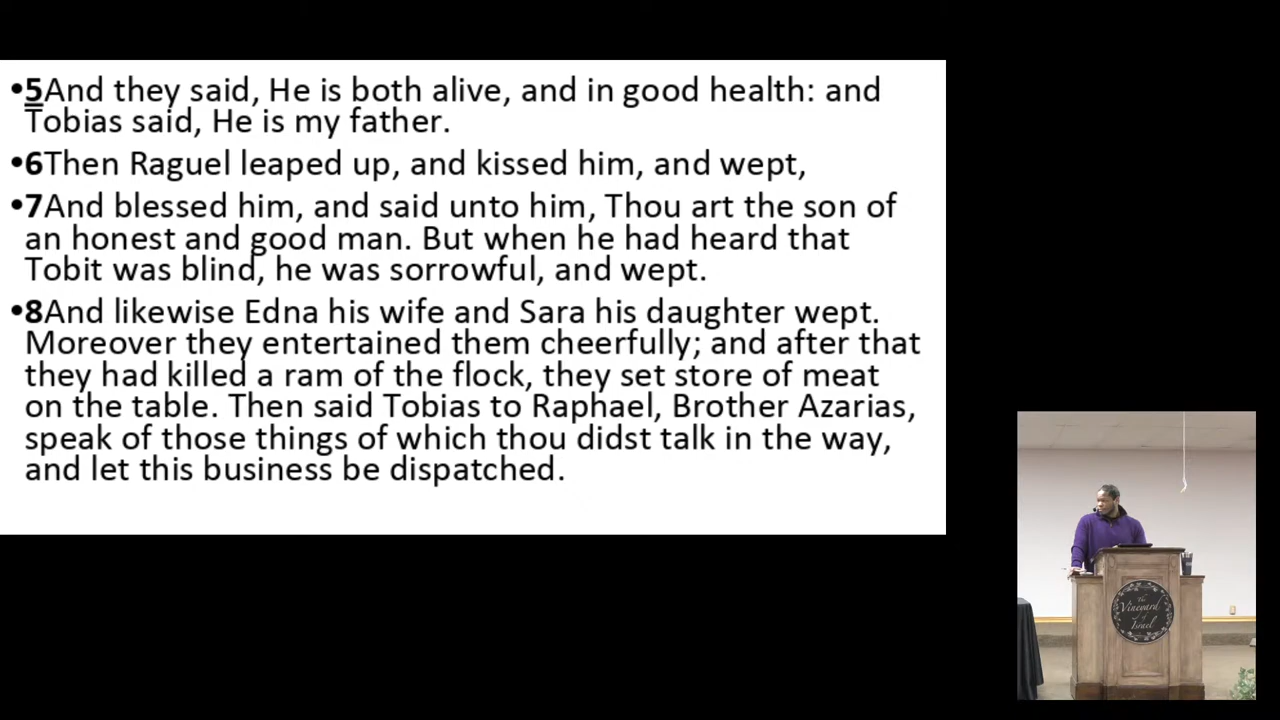 •5And they said, He is both alive, and in good health: and
Tobias said, He is my father.
•6Then Raguel leaped up, and kissed him, and wept,
•7And blessed him, and said unto him, Thou art the son of
an honest and good man. But when he had heard that
Tobit was blind, he was sorrowful, and wept.
•8And likewise Edna his wife and Sara his daughter wept.
Moreover they entertained them cheerfully; and after that
they had killed a ram of the flock, they set store of meat
on the table. Then said Tobias to Raphael, Brother Azarias,
speak of those things of which thou didst talk in the way,
and let this business be dispatched.
The
Vineyard
of
Israel